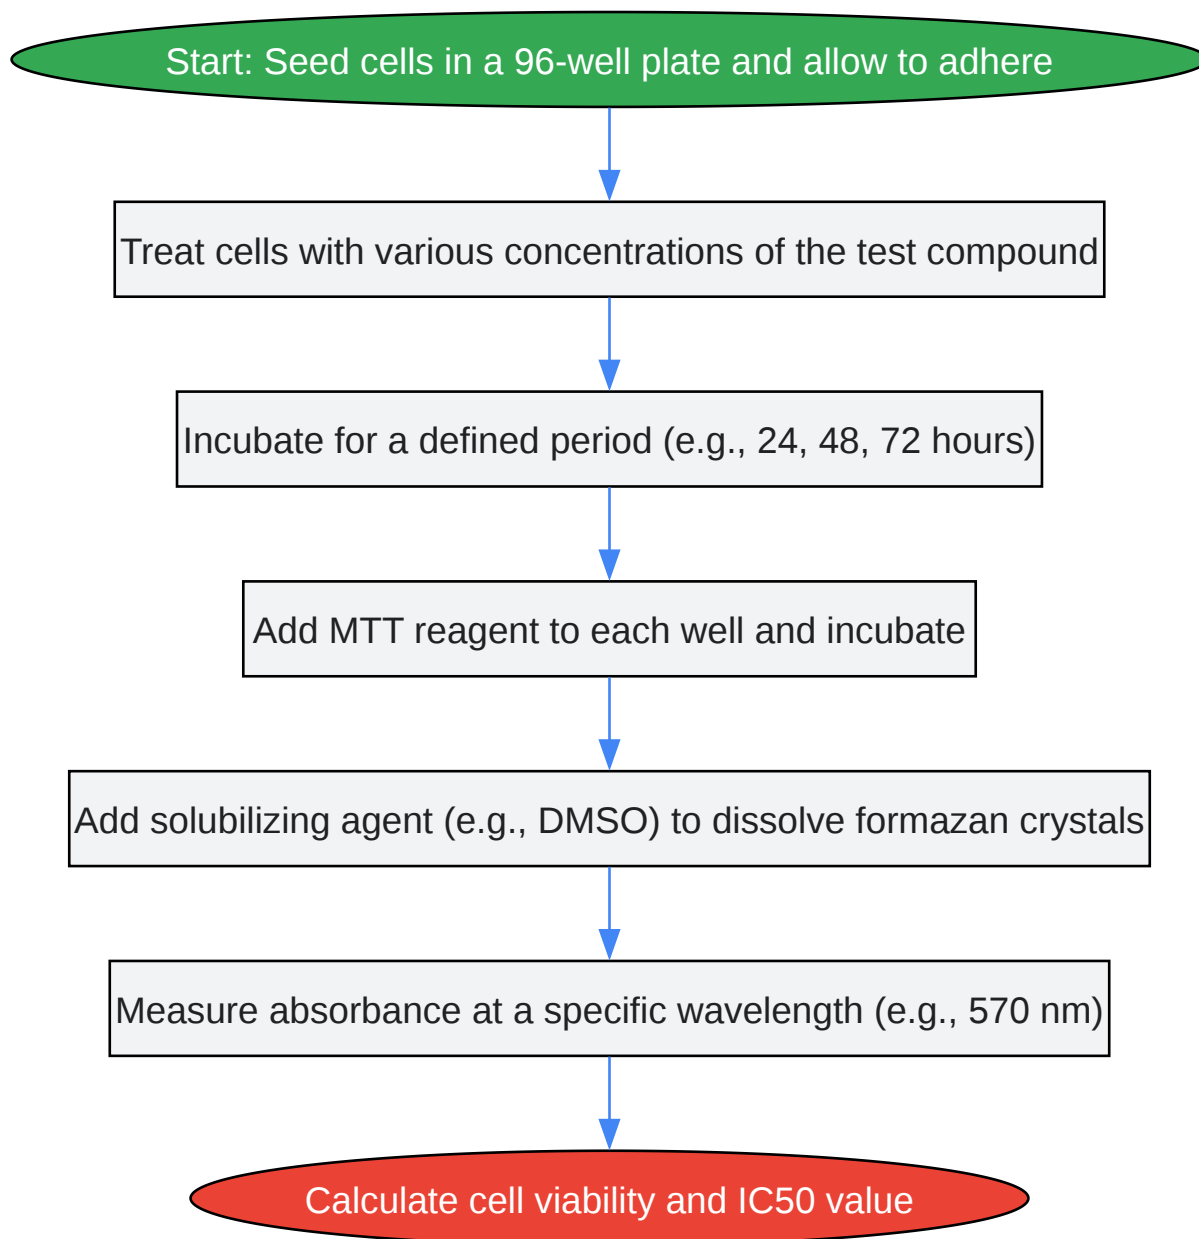 Start: Seed cells in a 96-well plate and allow to adhere
Treat cells with various concentrations of the test compound
Incubate for a defined period (e.g., 24, 48, 72 hours)
Add MTT reagent to each well and incubate
Add solubilizing agent (e.g., DMSO) to dissolve formazan crystals
Measure absorbance at a specific wavelength (e.g., 570 nm)
Calculate cell viability and IC50 value